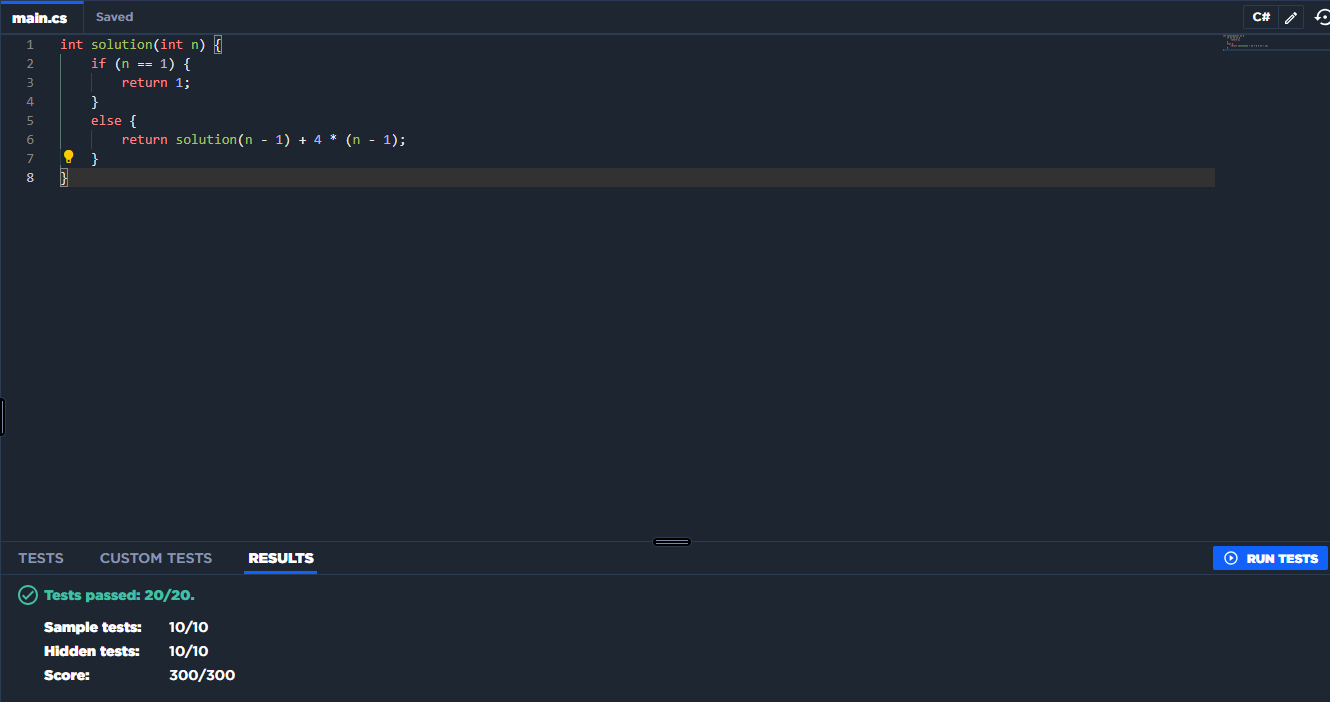 main.cs Saved C#
1 int solution(int n) {
2     if (n == 1) {
3         return 1;
4     }
5     else {
6         return solution(n - 1) + 4 * (n - 1);
7     }
8 }
TESTS CUSTOM TESTS RESULTS RUN TESTS
Tests passed: 20/20.
Sample tests: 10/10
Hidden tests: 10/10
Score: 300/300